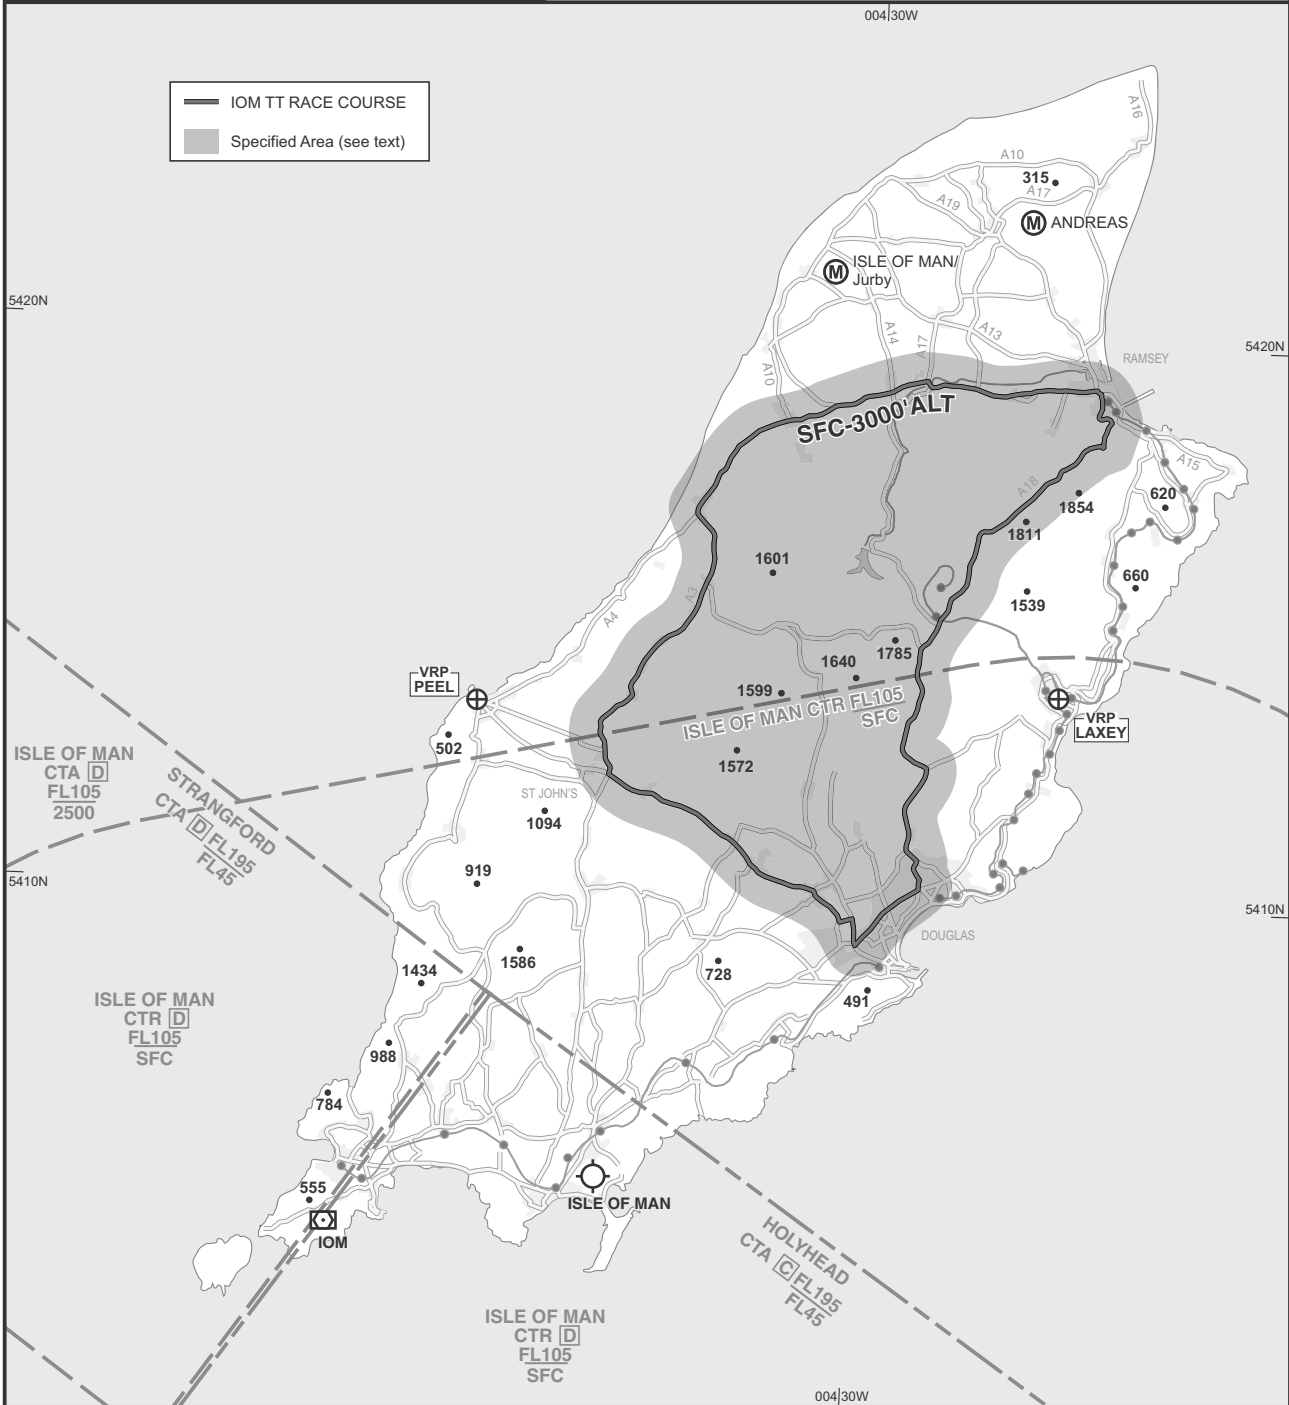 004 30W
IOM TT RACE COURSE
Specified Area (see text)
A16
A10
315
A17
A19
M ANDREAS
M ISLE OF MAN/
Jurby
5420N
A14
A17
A13
5420N
RAMSEY
A10
SFC-3000'ALT
A15
A18
620
1854
1811
1601
660
A3
1539
A4
1785
1640
VRP
PEEL
1599
ISLE OF MAN CTR FL105
SFC
VRP
LAXEY
502
1572
ISLE OF MAN
CTA D
FL105
2500
STRANGFORD
CTA D FL195
FL45
ST JOHN'S
1094
919
5410N
5410N
DOUGLAS
1586
728
1434
491
ISLE OF MAN
CTR D
FL105
SFC
988
784
555
ISLE OF MAN
IOM
HOLYHEAD
CTA C FL195
FL45
ISLE OF MAN
CTR D
FL105
SFC
004 30W